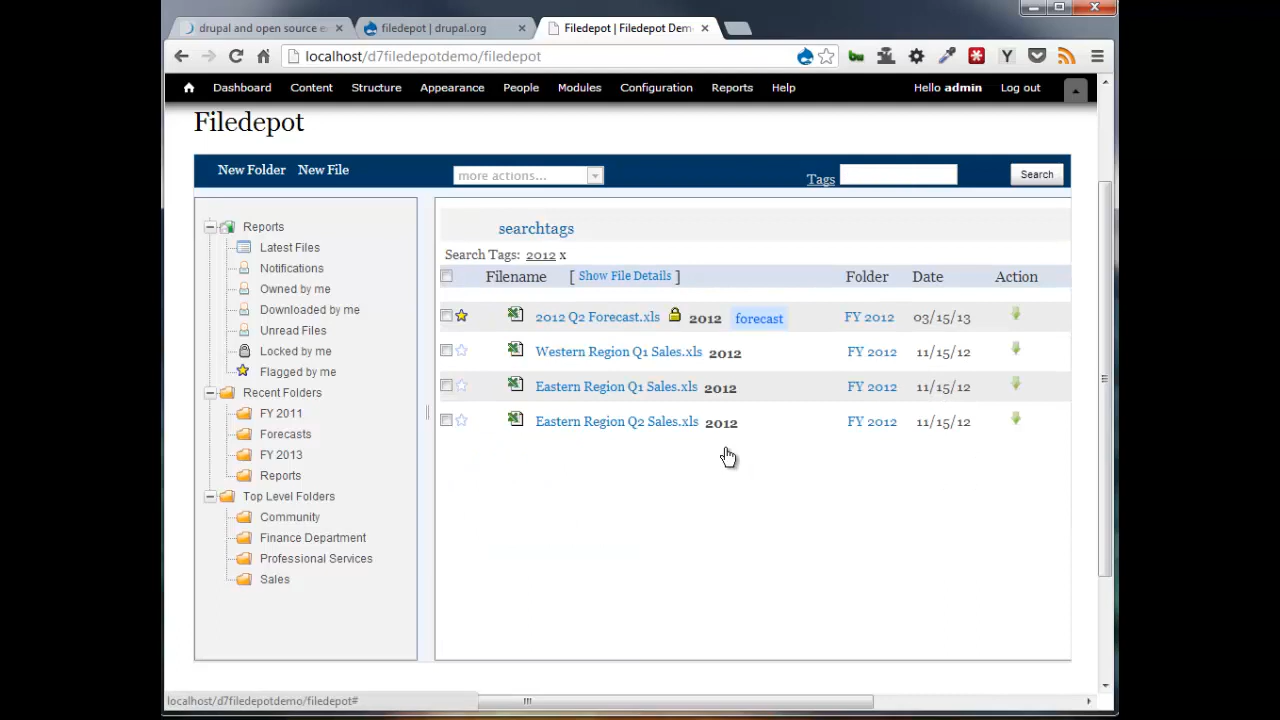 drupal and open source e
filedepot | drupal.org
Filedepot | Filedepot Dem
localhost/d7filedepotdemo/filedepot
Dashboard Content Structure Appearance People Modules Configuration Reports Help Hello admin Log out
Filedepot
New Folder New File more actions... Tags Search
Reports
Latest Files
Notifications
Owned by me
Downloaded by me
Unread Files
Locked by me
Flagged by me
Recent Folders
FY 2011
Forecasts
FY 2013
Reports
Top Level Folders
Community
Finance Department
Professional Services
Sales
searchtags
Search Tags: 2012 x
Filename [ Show File Details ] Folder Date Action
2012 Q2 Forecast.xls 2012 forecast FY 2012 03/15/13
Western Region Q1 Sales.xls 2012 FY 2012 11/15/12
Eastern Region Q1 Sales.xls 2012 FY 2012 11/15/12
Eastern Region Q2 Sales.xls 2012 FY 2012 11/15/12
localhost/d7filedepotdemo/filedepot#